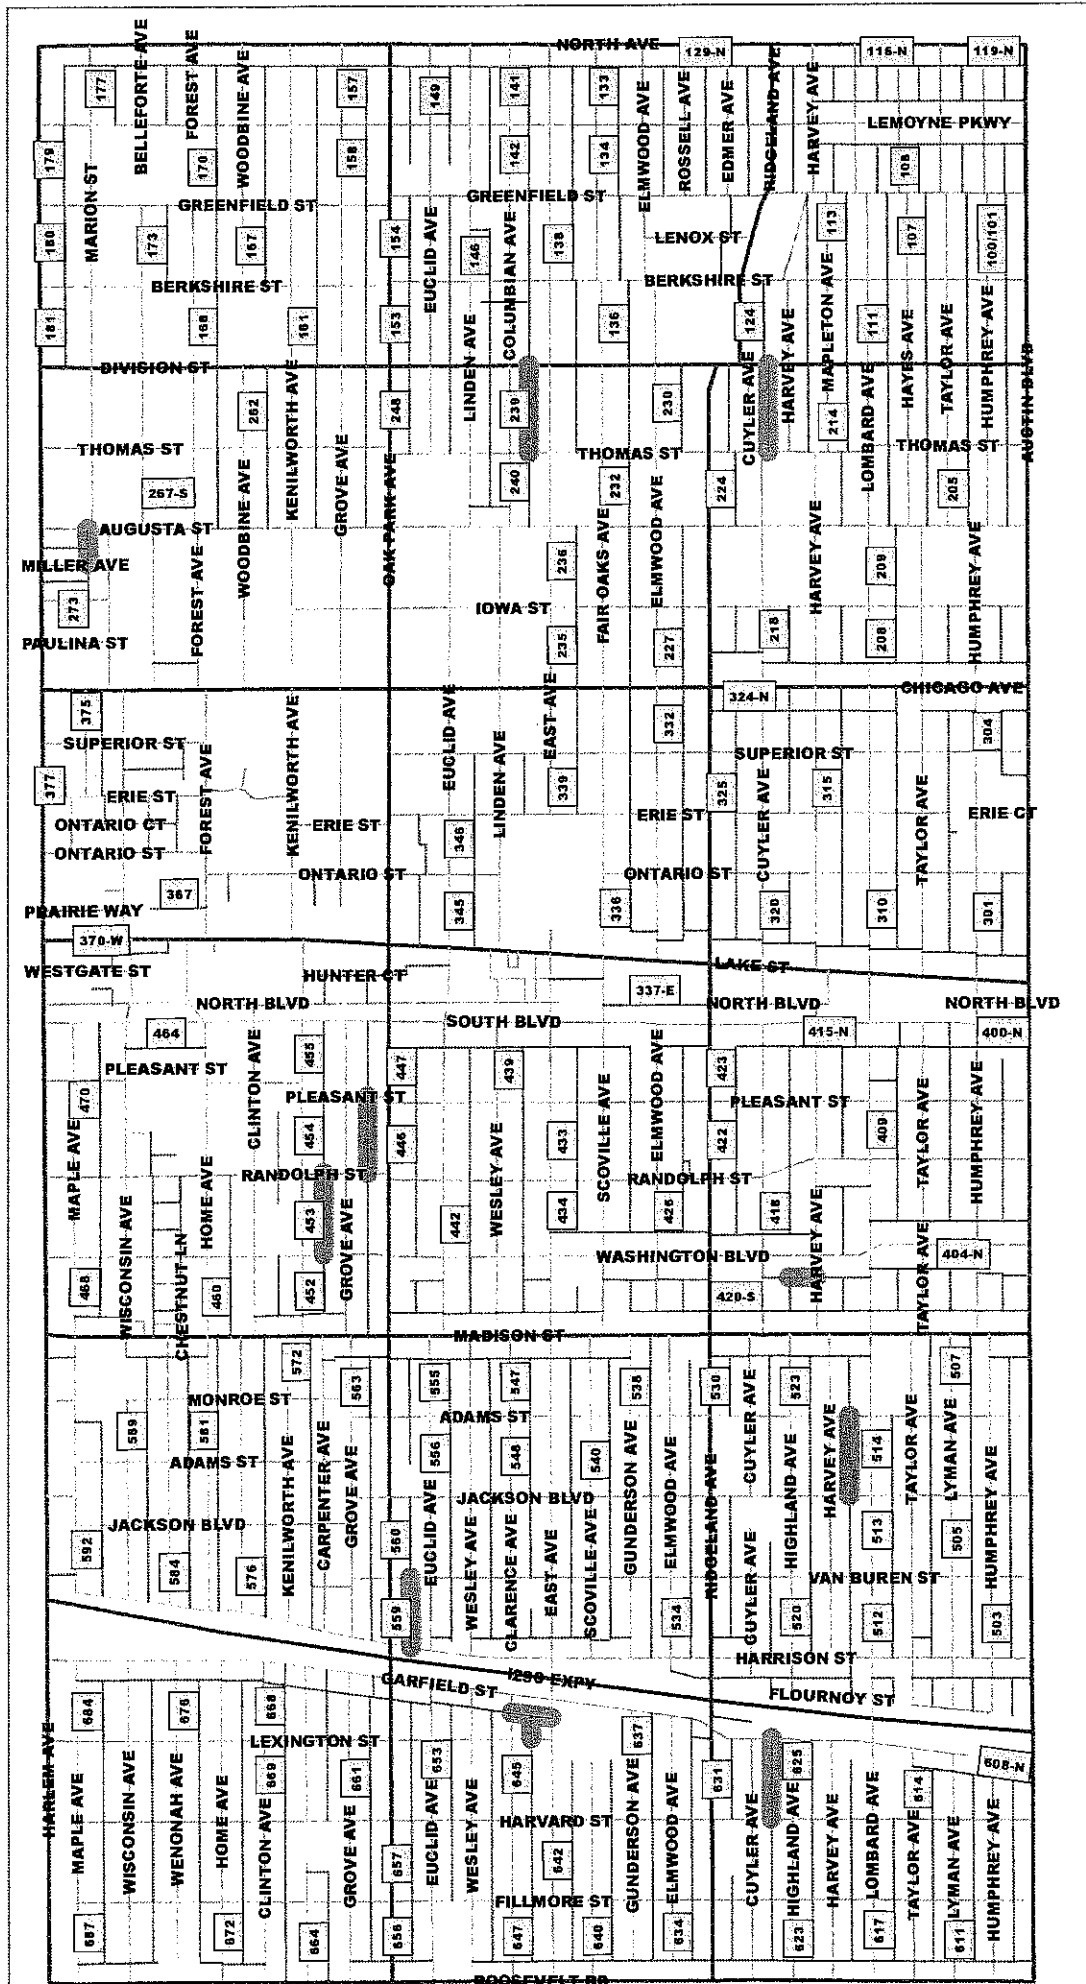 NORTH AVE
129-N
116-N
119-N
BELLEFORTE AVE
FOREST AVE
WOODBINE AVE
177
157
149
141
133
ELMWOOD AVE
ROSSELL AVE
EDMER AVE
RIDGELAND AVE
HARVEY AVE
LEMOYNE PKWY
179
MARION ST
170
158
142
134
108
GREENFIELD ST
GREENFIELD ST
180
173
167
154
EUCLID AVE
146
COLUMBIAN AVE
138
LENOX ST
113
107
100/101
BERKSHIRE ST
BERKSHIRE ST
181
168
161
153
LINDEN AVE
136
124
HARVEY AVE
MAPLETON AVE
111
HAYES AVE
TAYLOR AVE
HUMPHREY AVE
DIVISION ST
AUSTIN BLVD
262
KENILWORTH AVE
248
239
230
CUYLER AVE
214
LOMBARD AVE
THOMAS ST
THOMAS ST
THOMAS ST
267-S
WOODBINE AVE
GROVE AVE
OAK PARK AVE
240
232
ELMWOOD AVE
224
205
AUGUSTA ST
MILLER AVE
236
FAIR OAKS AVE
HARVEY AVE
209
HUMPHREY AVE
273
FOREST AVE
IOWA ST
PAULINA ST
235
227
218
208
CHICAGO AVE
324-N
375
KENILWORTH AVE
EUCLID AVE
EAST AVE
332
304
SUPERIOR ST
SUPERIOR ST
377
FOREST AVE
LINDEN AVE
339
325
CUYLER AVE
315
ERIE ST
ONTARIO CT
ERIE ST
346
ERIE ST
TAYLOR AVE
ERIE CT
ONTARIO ST
ONTARIO ST
ONTARIO ST
367
PRAIRIE WAY
345
336
320
310
301
370-W
WESTGATE ST
HUNTER CT
LAKE ST
337-E
NORTH BLVD
NORTH BLVD
NORTH BLVD
SOUTH BLVD
464
415-N
400-N
PLEASANT ST
CLINTON AVE
455
447
439
ELMWOOD AVE
423
470
PLEASANT ST
PLEASANT ST
MAPLE AVE
454
446
WESLEY AVE
433
SCOVILLE AVE
422
409
TAYLOR AVE
HUMPHREY AVE
RANDOLPH ST
RANDOLPH ST
WISCONSIN AVE
HOME AVE
453
GROVE AVE
442
434
426
418
HARVEY AVE
WASHINGTON BLVD
TAYLOR AVE
404-N
468
CHESTNUT LN
460
452
420-S
MADISON ST
572
563
555
547
538
530
523
507
MONROE ST
589
581
CARPENTER AVE
ADAMS ST
ADAMS ST
556
548
540
CUYLER AVE
HARVEY AVE
514
TAYLOR AVE
LYMAN AVE
JACKSON BLVD
JACKSON BLVD
KENILWORTH AVE
GROVE AVE
GUNDERSON AVE
ELMWOOD AVE
RIDGELAND AVE
HIGHLAND AVE
HUMPHREY AVE
592
584
576
560
EUCLID AVE
WESLEY AVE
CLARENCE AVE
EAST AVE
SCOVILLE AVE
513
505
VAN BUREN ST
559
534
CUYLER AVE
520
512
503
HARRISON ST
I290 EXPY
GARFIELD ST
FLOURNOY ST
684
676
668
637
LEXINGTON ST
HARLEM AVE
669
661
653
645
631
625
608-N
614
MAPLE AVE
WISCONSIN AVE
WENONAH AVE
HOME AVE
CLINTON AVE
GROVE AVE
EUCLID AVE
WESLEY AVE
HARVARD ST
GUNDERSON AVE
ELMWOOD AVE
CUYLER AVE
HIGHLAND AVE
HARVEY AVE
LOMBARD AVE
TAYLOR AVE
LYMAN AVE
HUMPHREY AVE
657
642
FILLMORE ST
687
672
664
656
647
640
634
623
617
611
ROOSEVELT RD